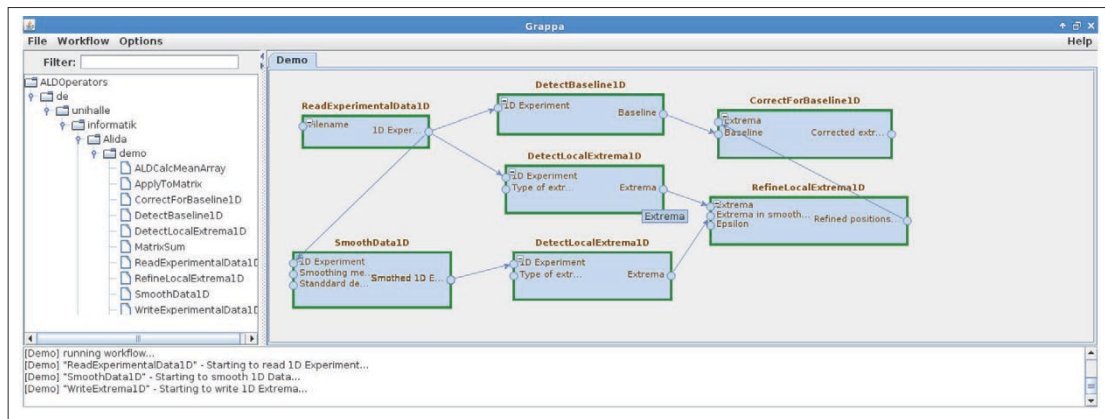 Grappa
File Workflow Options Help
Filter:
Demo
ALDOperators
de
unihalle
informatik
Alida
demo
ALDCalcMeanArray
ApplyToMatrix
CorrectForBaseline1D
DetectBaseline1D
DetectLocalExtrema1D
MatrixSum
ReadExperimentalData1D
RefineLocalExtrema1D
SmoothData1D
WriteExperimentalData1D
ReadExperimentalData1D
Filename
1D Exper...
DetectBaseline1D
1D Experiment
Baseline
CorrectForBaseline1D
Extrema
Baseline Corrected extr...
DetectLocalExtrema1D
1D Experiment
Type of extr... Extrema
Extrema
RefineLocalExtrema1D
Extrema
Extrema in smooth... Refined positions.
Epsilon
SmoothData1D
1D Experiment
Smoothing me... Smothed 1D E...
Standdard de...
DetectLocalExtrema1D
1D Experiment
Type of extr... Extrema
[Demo] running workflow...
[Demo] "ReadExperimentalData1D" - Starting to read 1D Experiment...
[Demo] "SmoothData1D" - Starting to smooth 1D Data...
[Demo] "WriteExtrema1D" - Starting to write 1D Extrema...